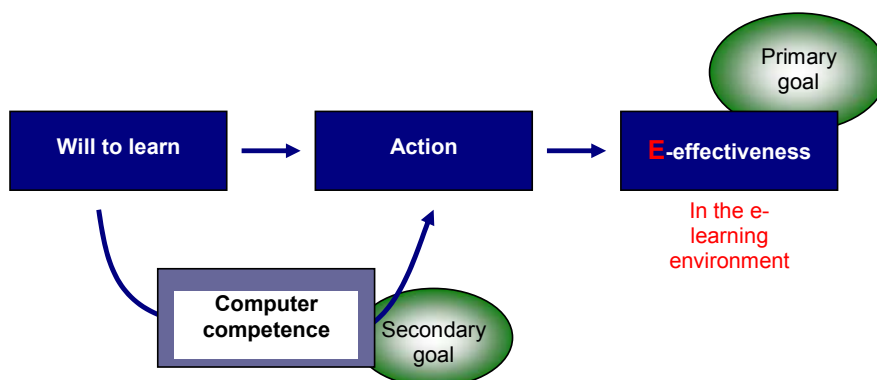 Primary
goal
Will to learn
Action
E-effectiveness
In the e-
learning
environment
Computer
competence
Secondary
goal